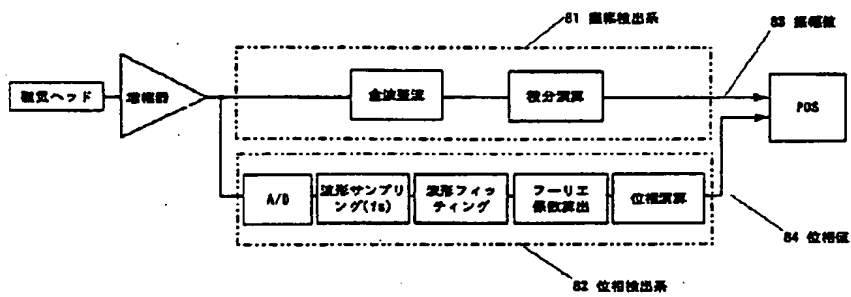 81 振幅検出系
83 振幅値
磁気ヘッド
増幅器
全波整流
積分演算
POS
A/D
波形サンプリ
ング(fs)
波形フィッ
ティング
フーリエ
係数算出
位相演算
84 位相値
82 位相検出系